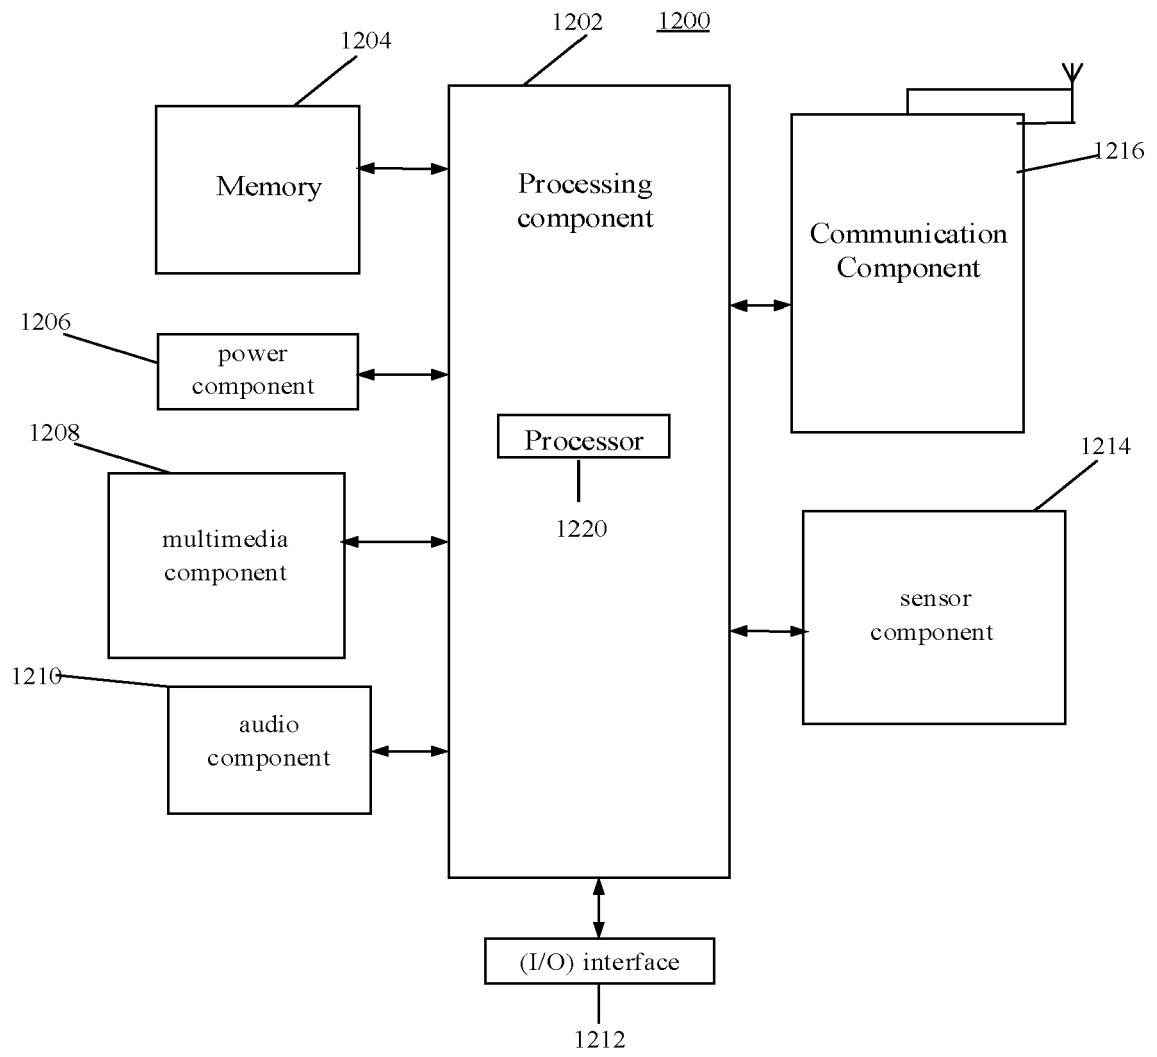 1202
1200
1204
Memory
Processing
component
1216
Communication
Component
1206
power
component
1208
Processor
1214
multimedia
component
1220
sensor
component
1210
audio
component
(I/O) interface
1212